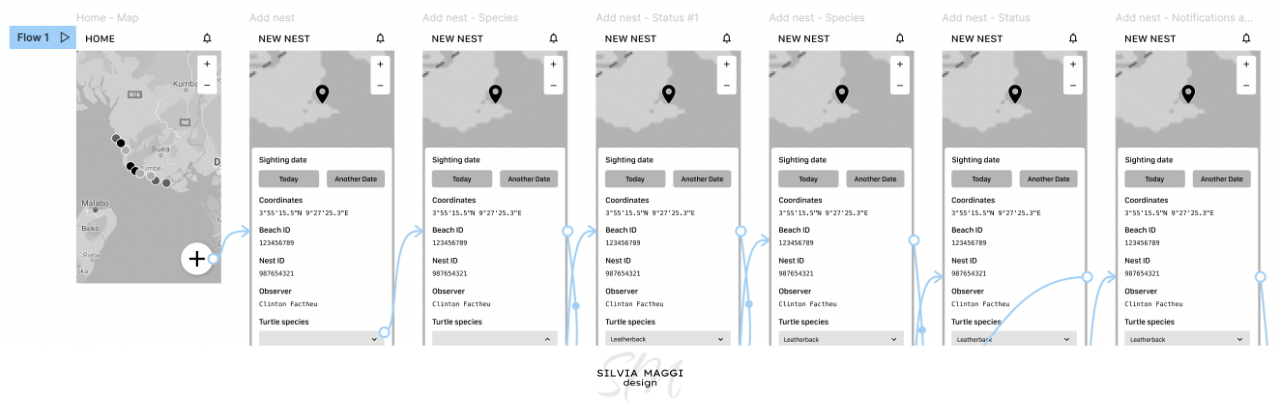 Home - Map
Add nest
Add nest - Species
Add nest - Status #1
Add nest - Species
Add nest - Status
Add nest - Notifications a...
Flow 1
HOME
Kumba
N16
N8
Buea
Malabo
Bioko
NEW NEST
Sighting date
Today Another Date
Coordinates
3°55'15.5"N 9°27'25.3"E
Beach ID
123456789
Nest ID
987654321
Observer
Clinton Factheu
Turtle species
NEW NEST
Sighting date
Today Another Date
Coordinates
3°55'15.5"N 9°27'25.3"E
Beach ID
123456789
Nest ID
987654321
Observer
Clinton Factheu
Turtle species
NEW NEST
Sighting date
Today Another Date
Coordinates
3°55'15.5"N 9°27'25.3"E
Beach ID
123456789
Nest ID
987654321
Observer
Clinton Factheu
Turtle species
Leatherback
NEW NEST
Sighting date
Today Another Date
Coordinates
3°55'15.5"N 9°27'25.3"E
Beach ID
123456789
Nest ID
987654321
Observer
Clinton Factheu
Turtle species
Leatherback
NEW NEST
Sighting date
Today Another Date
Coordinates
3°55'15.5"N 9°27'25.3"E
Beach ID
123456789
Nest ID
987654321
Observer
Clinton Factheu
Turtle species
Leatherback
NEW NEST
Sighting date
Today Another Date
Coordinates
3°55'15.5"N 9°27'25.3"E
Beach ID
123456789
Nest ID
987654321
Observer
Clinton Factheu
Turtle species
Leatherback
SM
SILVIA MAGGI
design